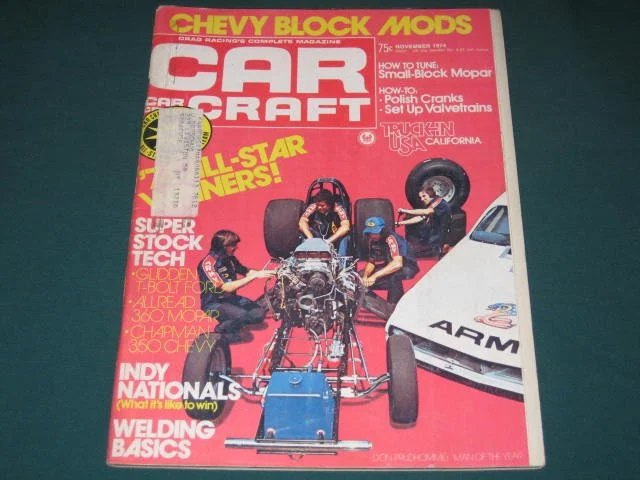 CHEVY BLOCK MODS
DRAG RACING'S COMPLETE MAGAZINE
75¢ NOVEMBER 1974
CAR
CAR CRAFT
HOW TO TUNE:
Small-Block Mopar
HOW-TO:
• Polish Cranks
• Set Up Valvetrains
TRUCKIN'
USA CALIFORNIA
ALL-STAR
SUPER
STOCK
TECH
• GLIDDEN
T-BOLT FORD
• ALLREAD
360 MOPAR
• CHAPMAN
350 CHEVY
INDY
NATIONALS
(What it's like to win)
WELDING
BASICS
ARM
DON PRUDHOMME: 'MAN OF THE YEAR'